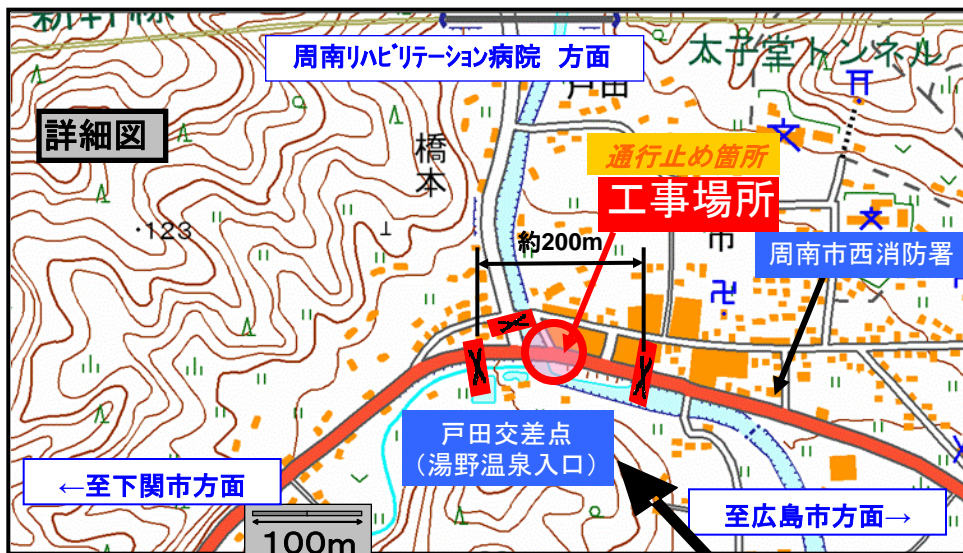 新幹線
周南リハビリテーション病院 方面
太子堂トンネル
戸田
詳細図
橋本
通行止め箇所
工事場所
・123
約200m
市
周南市西消防署
戸田交差点
（湯野温泉入口）
←至下関市方面
至広島市方面→
100m